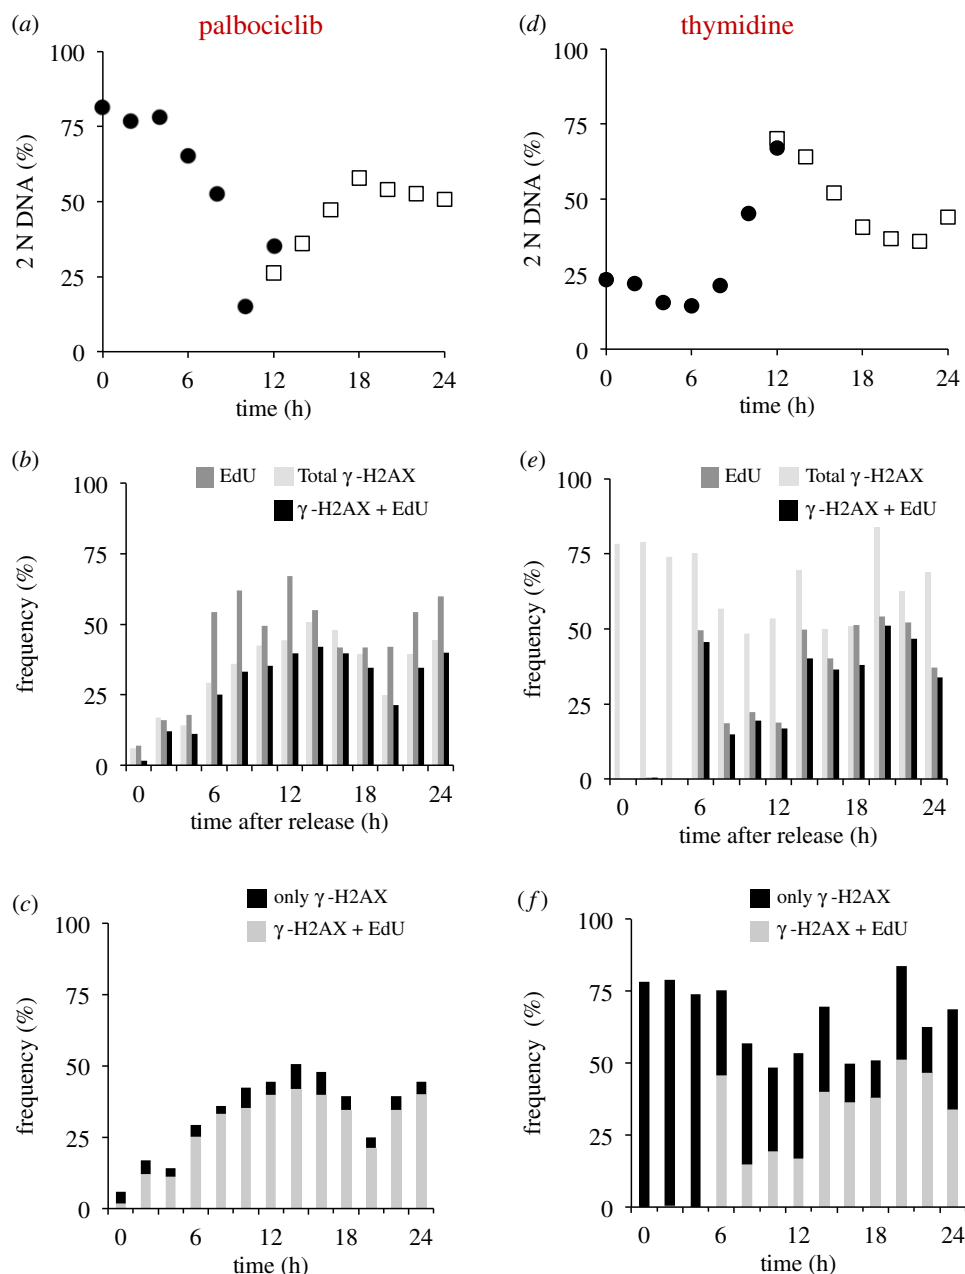 (a) palbociclib
100
75
50
25
0
2 N DNA (%)
0 6 12 18 24
time (h)
(d) thymidine
100
75
50
25
0
2 N DNA (%)
0 6 12 18 24
time (h)
(b)
EdU Total γ-H2AX
γ-H2AX + EdU
100
75
50
25
0
frequency (%)
0 6 12 18 24
time after release (h)
(e)
EdU Total γ-H2AX
γ-H2AX + EdU
100
75
50
25
0
frequency (%)
0 6 12 18 24
time after release (h)
(c)
only γ-H2AX
γ-H2AX + EdU
100
75
50
25
0
frequency (%)
0 6 12 18 24
time (h)
(f)
only γ-H2AX
γ-H2AX + EdU
100
75
50
25
0
frequency (%)
0 6 12 18 24
time (h)